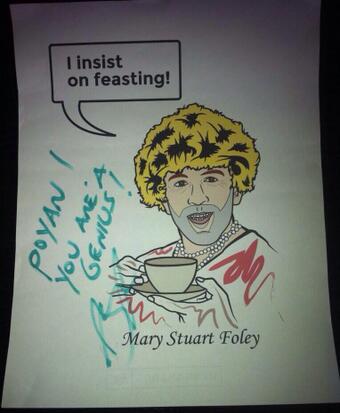 I insist
on feasting!
POYAN!
YOU ARE A
GENIUS!
Mary Stuart Foley